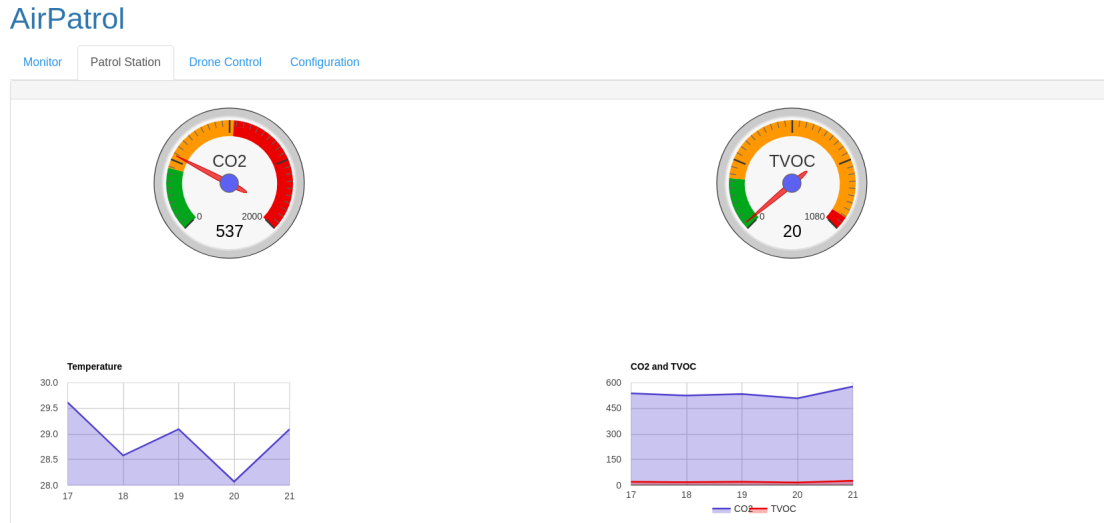 AirPatrol
Monitor Patrol Station Drone Control Configuration
CO2
0 2000
537
TVOC
0 1080
20
Temperature
30.0
29.5
29.0
28.5
28.0
17 18 19 20 21
CO2 and TVOC
600
450
300
150
0
17 18 19 20 21
CO2 TVOC